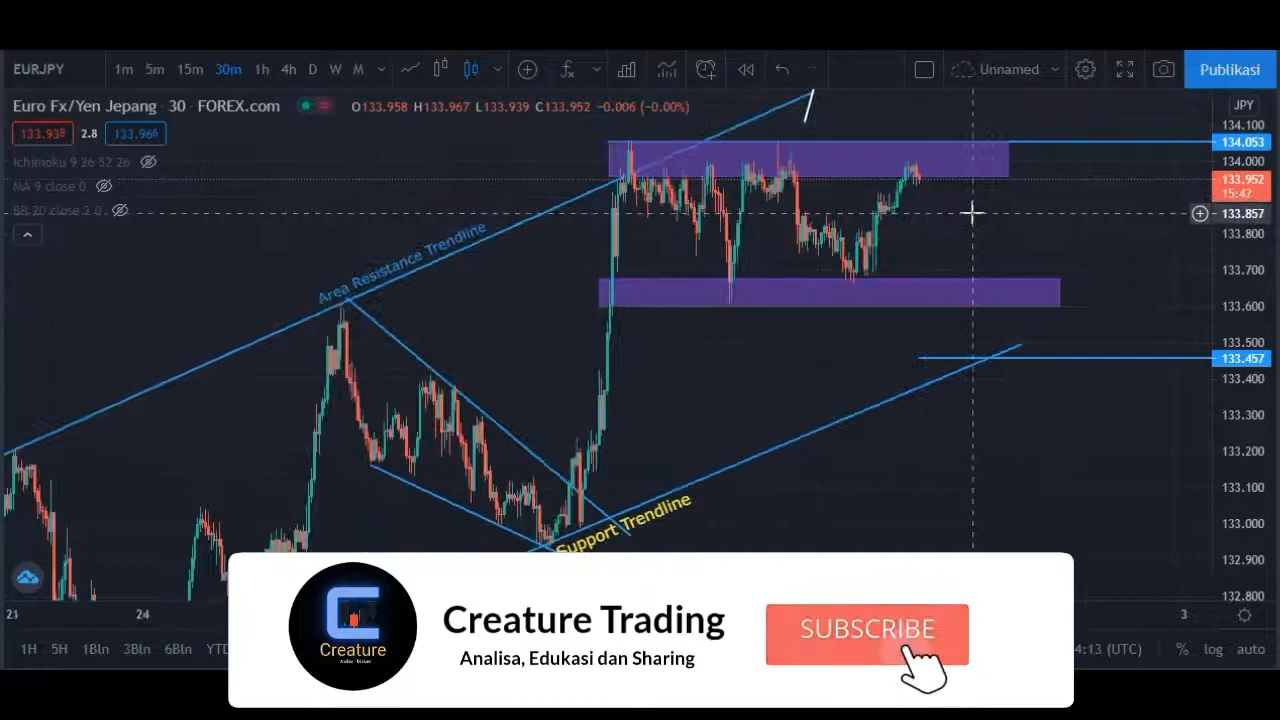 EURJPY 1m 5m 15m 30m 1h 4h D W M Unnamed Publikasi
Euro Fx/Yen Jepang · 30 · FOREX.com O133.958 H133.967 L133.939 C133.952 −0.006 (−0.00%) JPY
133.938 2.8 133.966
Ichimoku 9 26 52 26
MA 9 close 0
BB 20 close 2 0
134.100
134.053
134.000
133.952
15:47
133.857
133.800
133.700
133.600
133.500
133.457
133.400
133.300
133.200
133.100
133.000
132.900
132.800
Area Resistance Trendline
Support Trendline
21 24 3
1H 5H 1Bln 3Bln 6Bln YTD 4:13 (UTC) % log auto
Creature Trading
Analisa, Edukasi dan Sharing
SUBSCRIBE
Creature